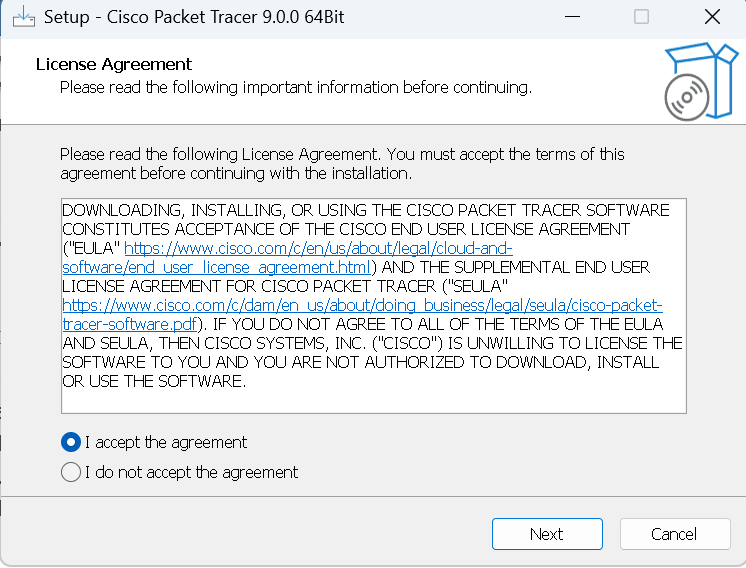 Setup - Cisco Packet Tracer 9.0.0 64Bit
License Agreement
Please read the following important information before continuing.
Please read the following License Agreement. You must accept the terms of this
agreement before continuing with the installation.
DOWNLOADING, INSTALLING, OR USING THE CISCO PACKET TRACER SOFTWARE
CONSTITUTES ACCEPTANCE OF THE CISCO END USER LICENSE AGREEMENT
("EULA" https://www.cisco.com/c/en/us/about/legal/cloud-and-
software/end_user_license_agreement.html) AND THE SUPPLEMENTAL END USER
LICENSE AGREEMENT FOR CISCO PACKET TRACER ("SEULA"
https://www.cisco.com/c/dam/en_us/about/doing_business/legal/seula/cisco-packet-
tracer-software.pdf). IF YOU DO NOT AGREE TO ALL OF THE TERMS OF THE EULA
AND SEULA, THEN CISCO SYSTEMS, INC. ("CISCO") IS UNWILLING TO LICENSE THE
SOFTWARE TO YOU AND YOU ARE NOT AUTHORIZED TO DOWNLOAD, INSTALL
OR USE THE SOFTWARE.
I accept the agreement
I do not accept the agreement
Next
Cancel